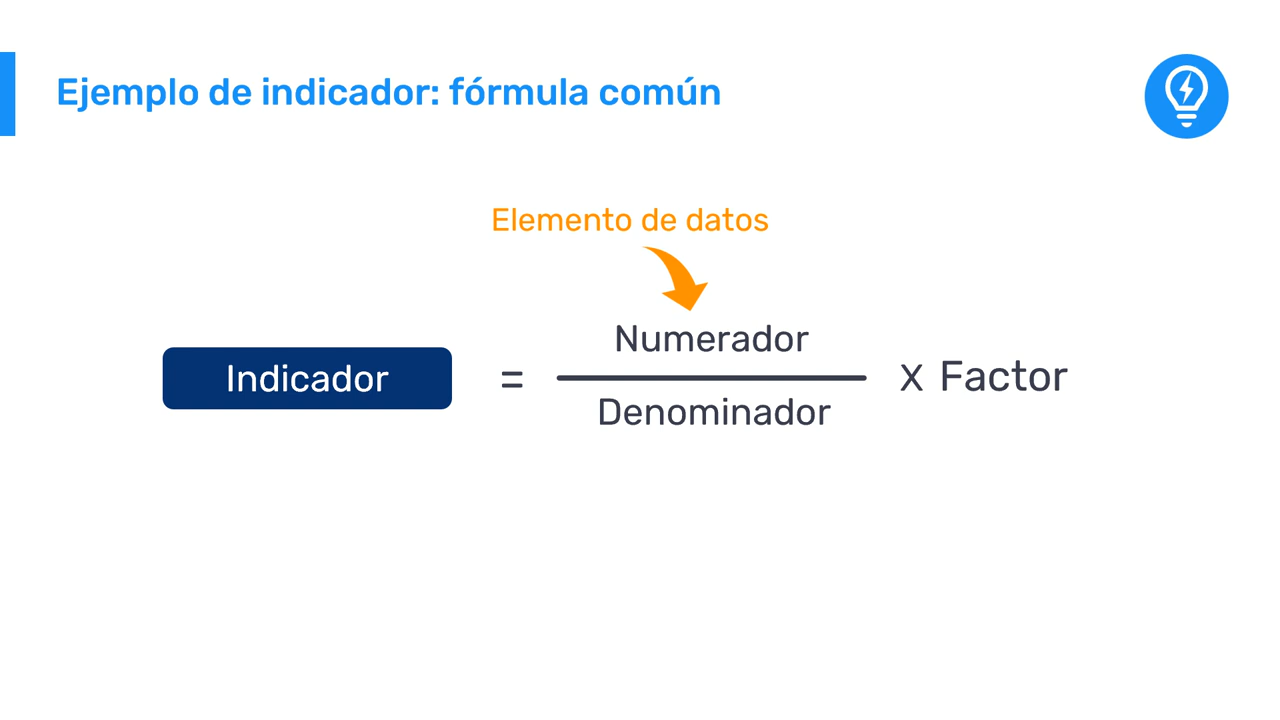 Ejemplo de indicador: fórmula común
Elemento de datos
Numerador
Indicador = x Factor
Denominador